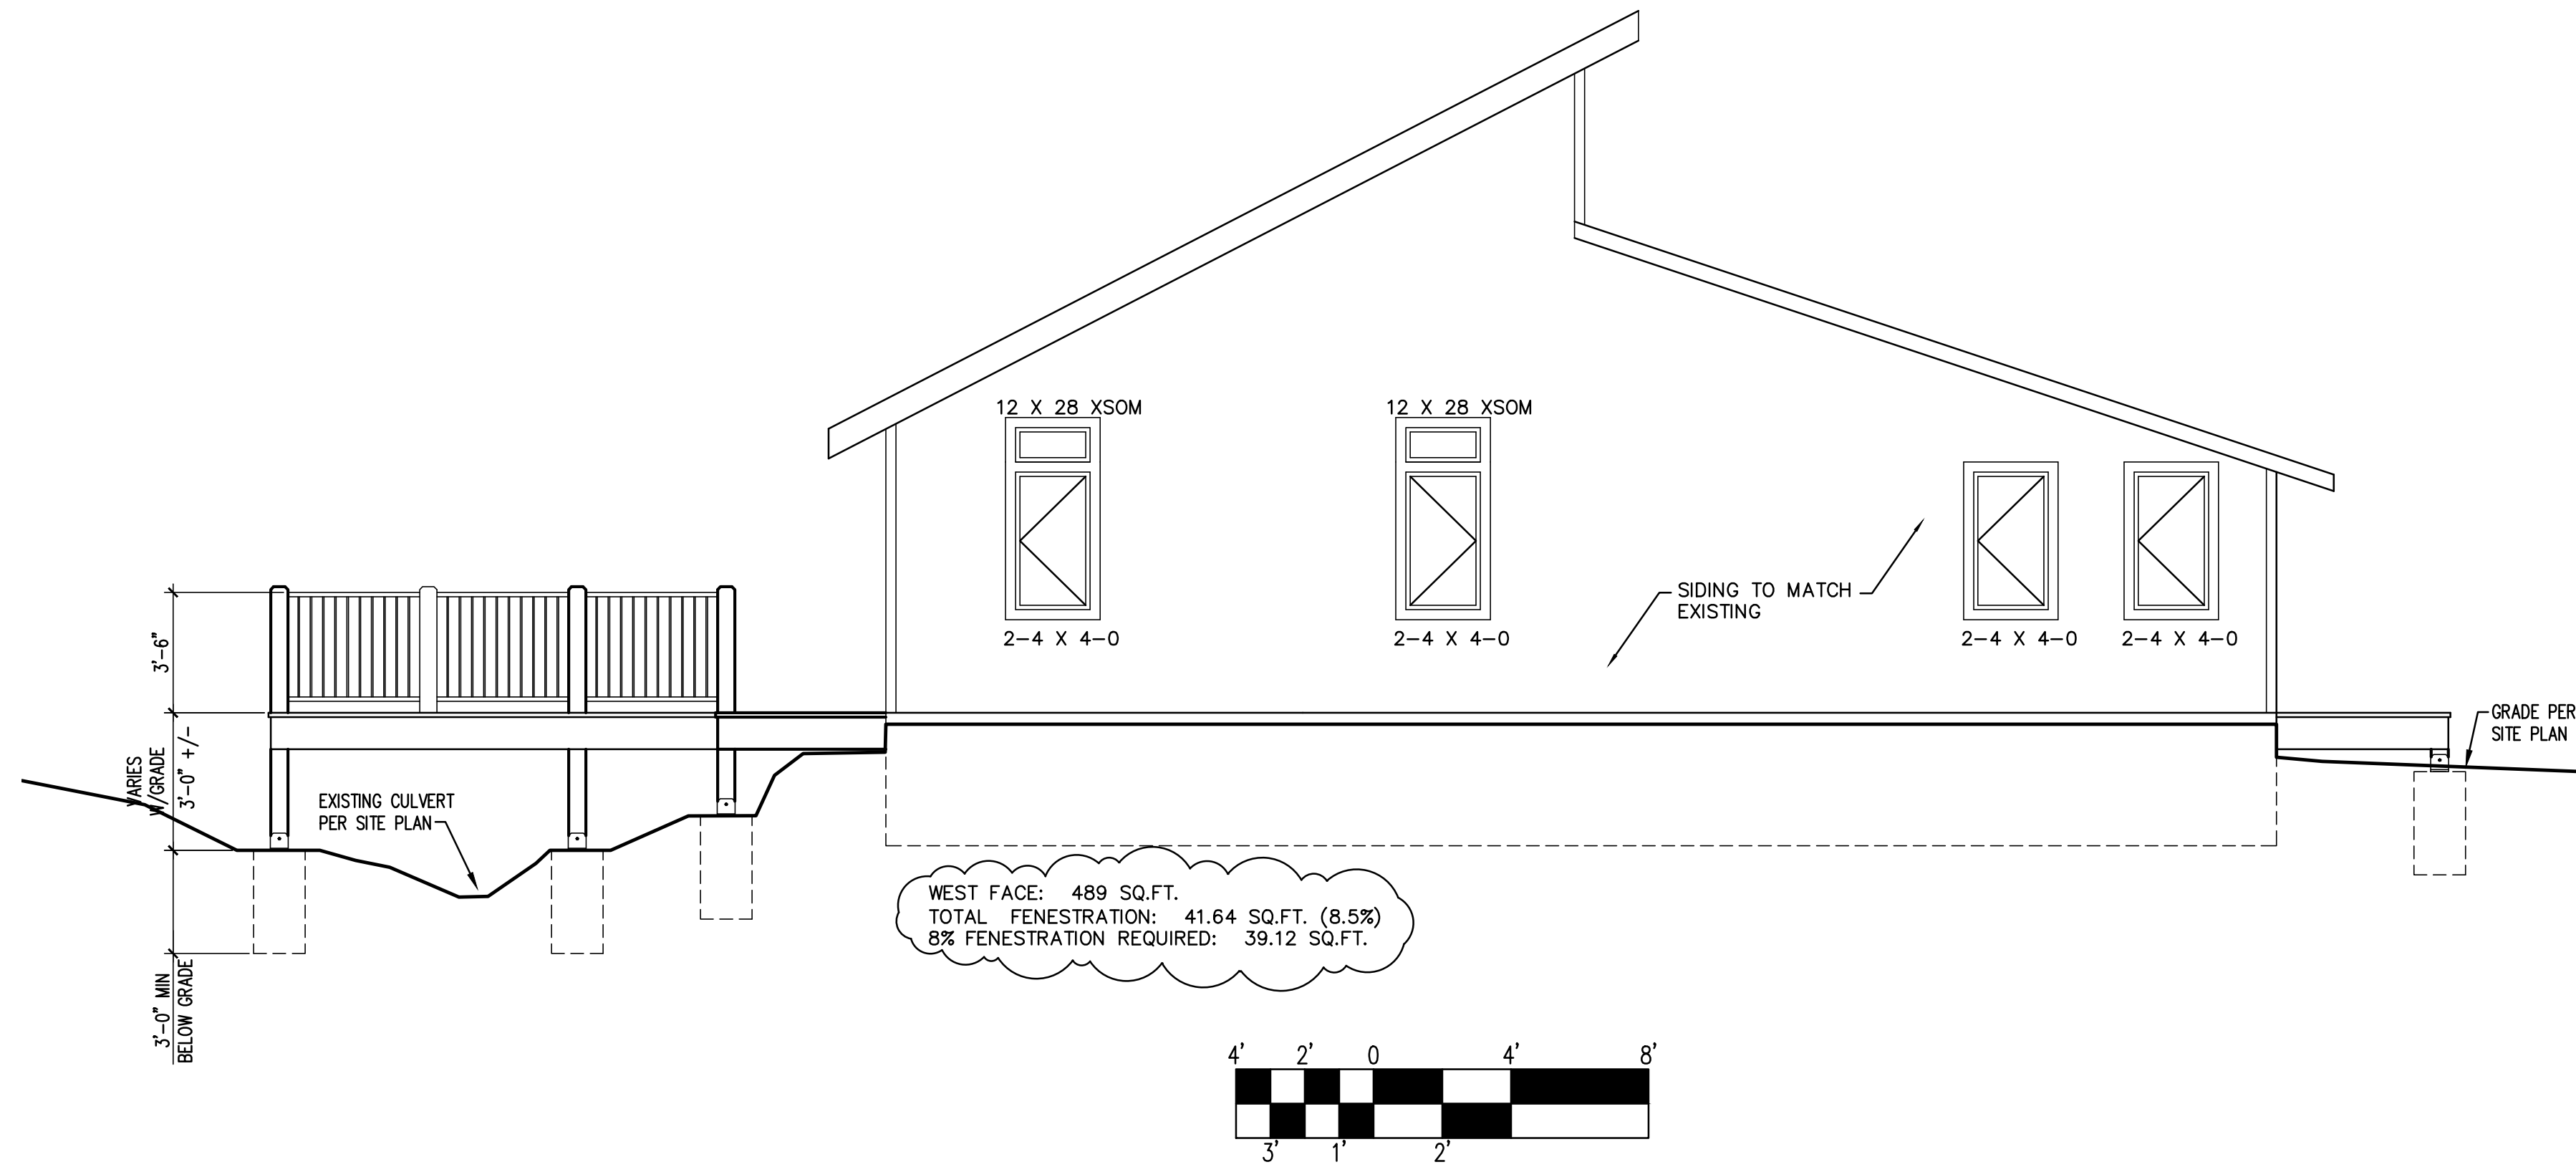 12 X 28 XSOM
12 X 28 XSOM
2-4 X 4-0
2-4 X 4-0
2-4 X 4-0
2-4 X 4-0
SIDING TO MATCH
EXISTING
3'-6"
VARIES
W/GRADE
3'-0" +/-
EXISTING CULVERT
PER SITE PLAN
GRADE PER
SITE PLAN
3'-0" MIN
BELOW GRADE
WEST FACE: 489 SQ.FT.
TOTAL FENESTRATION: 41.64 SQ.FT. (8.5%)
8% FENESTRATION REQUIRED: 39.12 SQ.FT.
4' 2' 0 4' 8'
3' 1' 2'